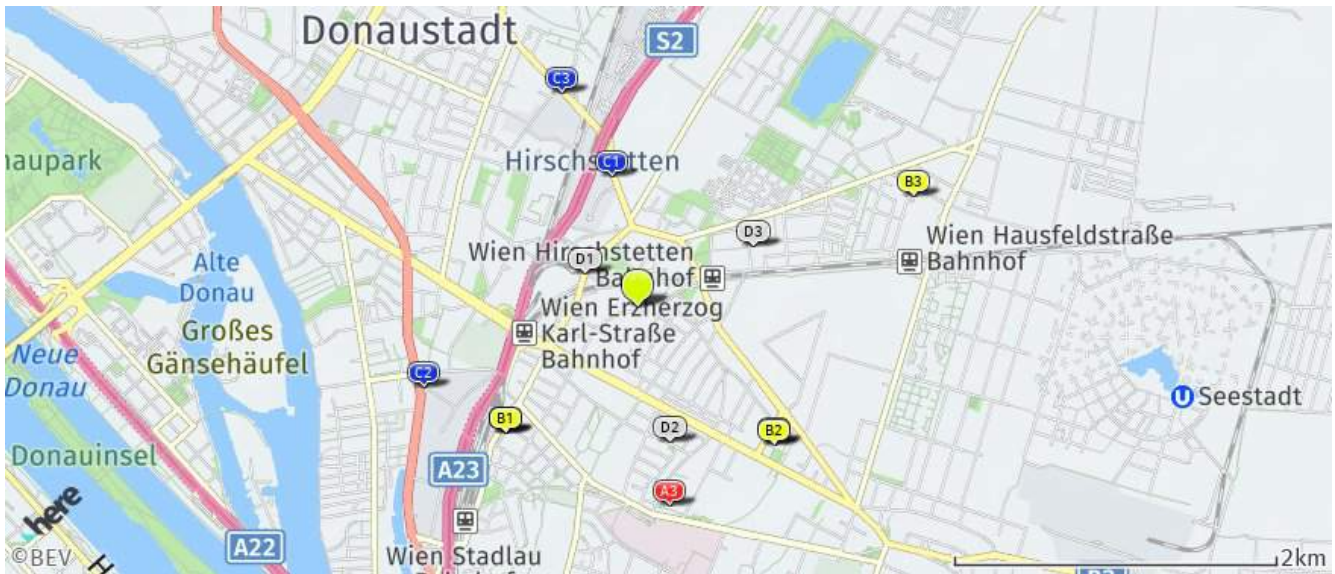 Donaustadt
S2
C3
naupark
Hirschstetten
C1
B3
D3
Wien Hausfeldstraße
Bahnhof
Wien Hirschstetten
Bahnhof
D1
Alte
Donau
Großes
Gänsehäufel
Wien Erzherzog
Karl-Straße
Bahnhof
Neue
Donau
C2
U Seestadt
B1
D2
B2
Donauinsel
A23
A3
here
©BEV
H
A22
Wien Stadlau
2km